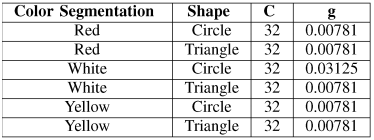 Color Segmentation Shape C g
Red Circle 32 0.00781
Red Triangle 32 0.00781
White Circle 32 0.03125
White Triangle 32 0.00781
Yellow Circle 32 0.00781
Yellow Triangle 32 0.00781